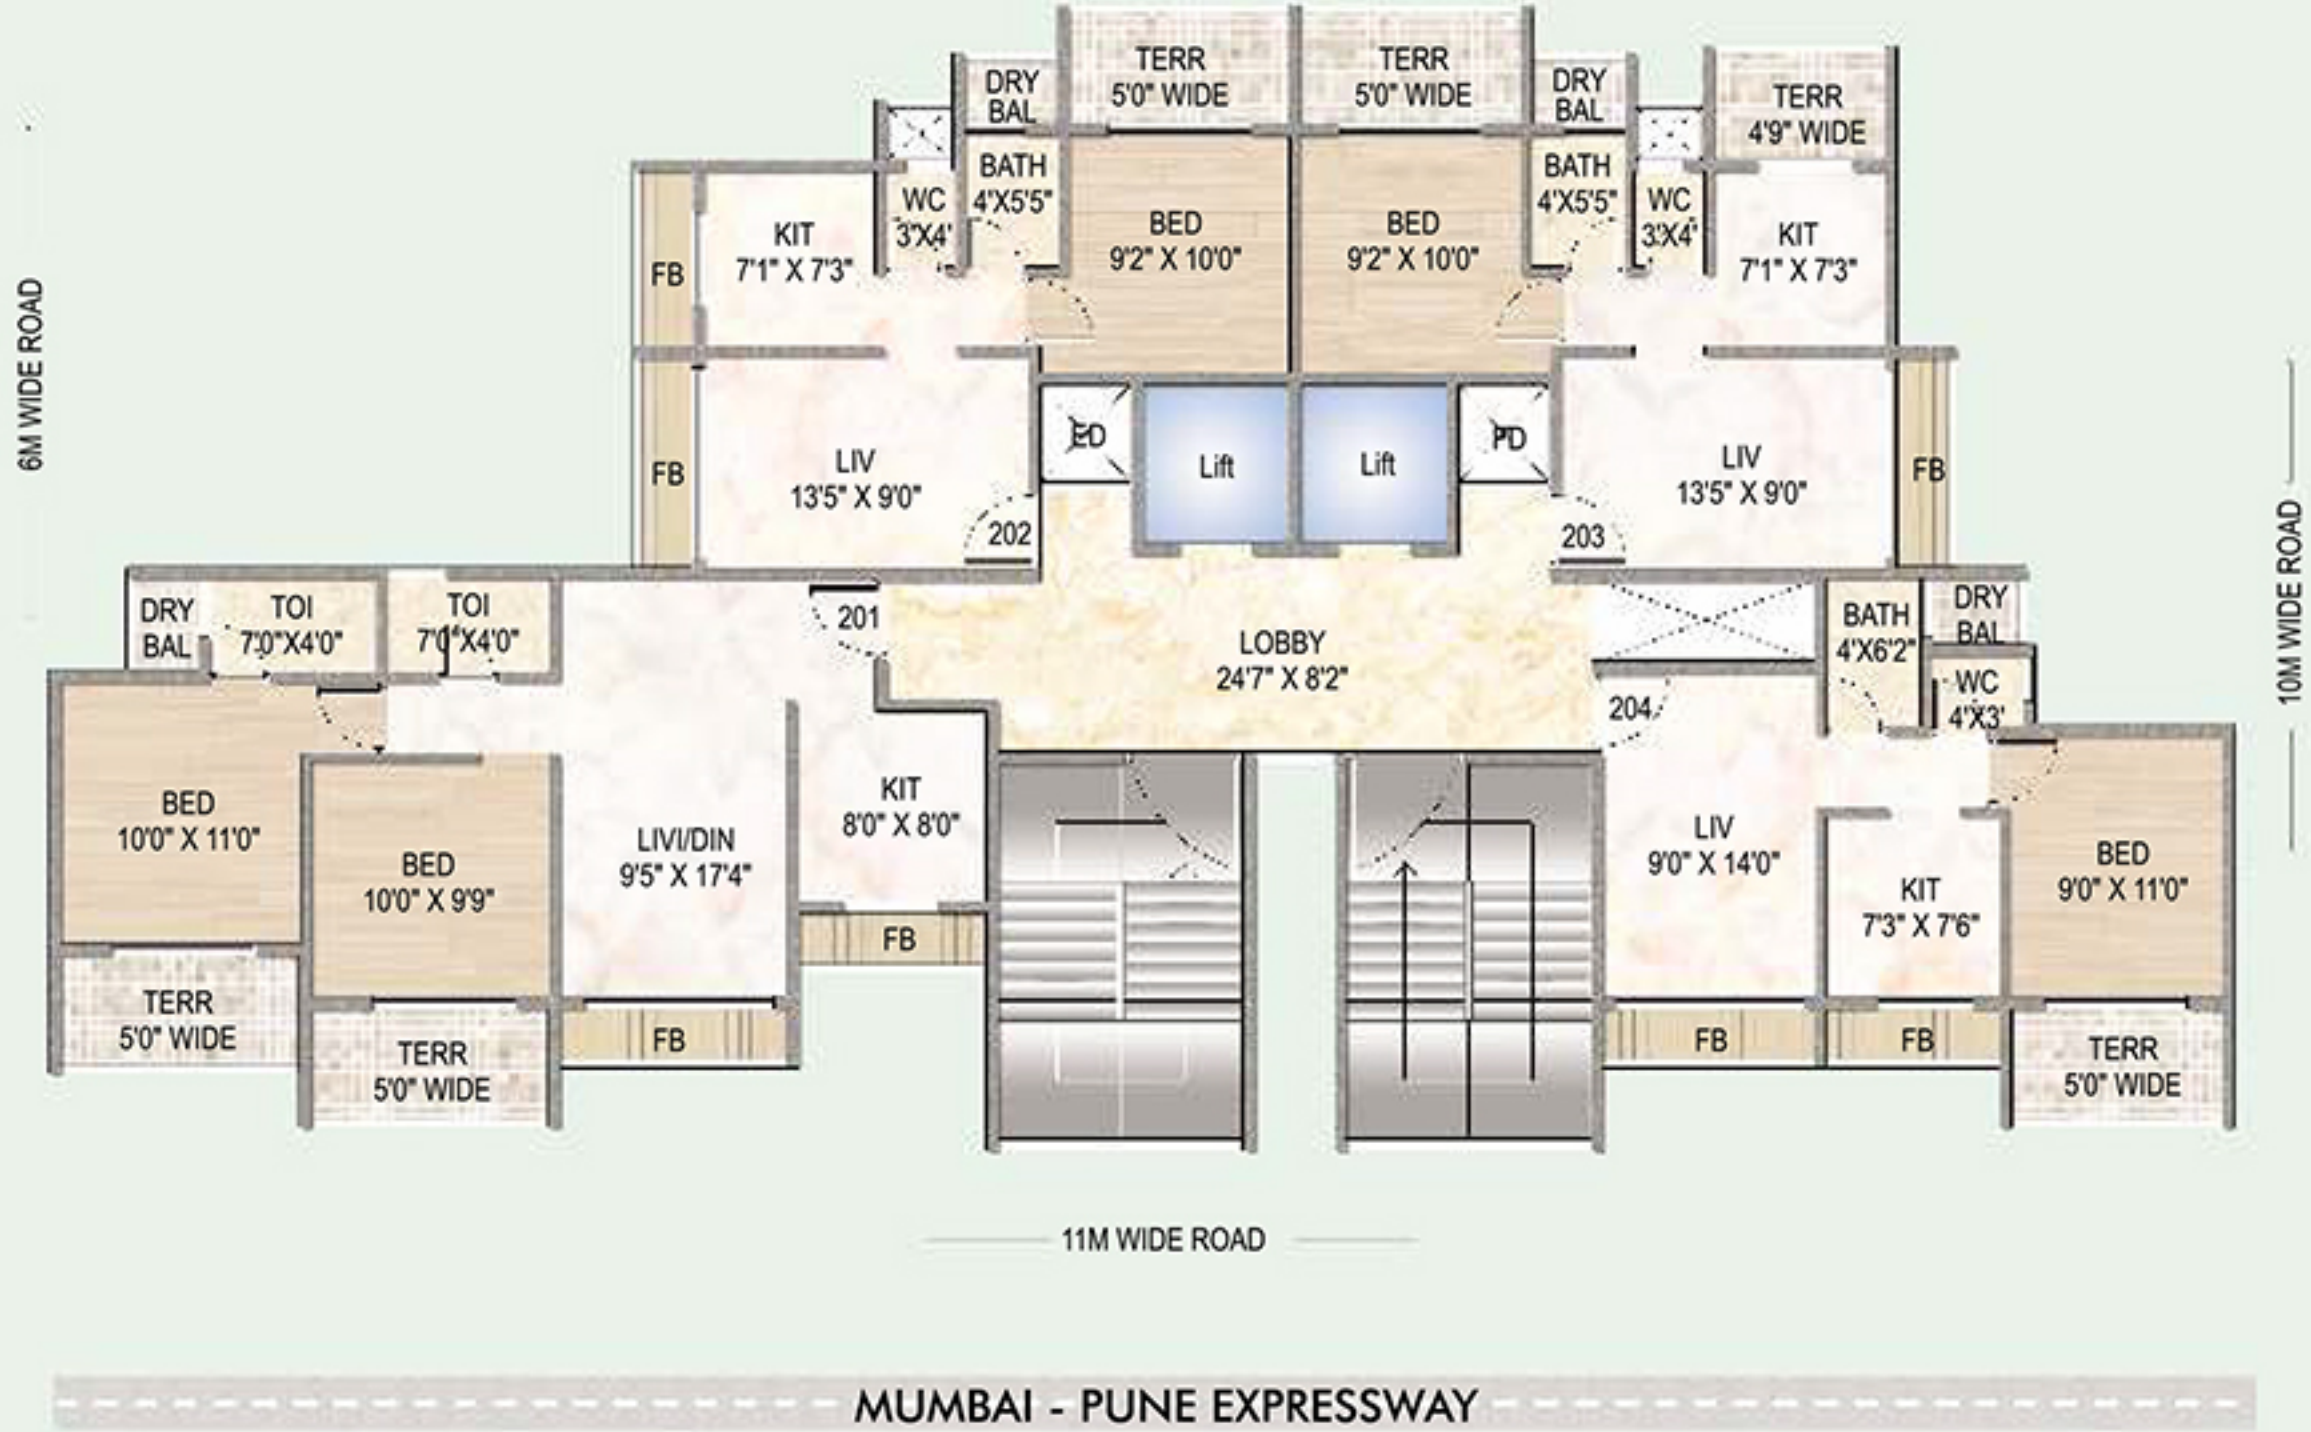 TERR
5'0" WIDE
TERR
5'0" WIDE
DRY
BAL
DRY
BAL
TERR
4'9" WIDE
BATH
4'X5'5"
BATH
4'X5'5"
WC
3'X4'
WC
3'X4'
KIT
7'1" X 7'3"
BED
9'2" X 10'0"
BED
9'2" X 10'0"
KIT
7'1" X 7'3"
FB
6M WIDE ROAD
ED
PD
LIV
13'5" X 9'0"
Lift
Lift
LIV
13'5" X 9'0"
FB
FB
202
203
10M WIDE ROAD
DRY
BAL
TOI
7'0"X4'0"
TOI
7'0"X4'0"
201
LOBBY
24'7" X 8'2"
BATH
4'X6'2"
DRY
BAL
WC
4'X3'
204
BED
10'0" X 11'0"
BED
10'0" X 9'9"
LIVI/DIN
9'5" X 17'4"
KIT
8'0" X 8'0"
LIV
9'0" X 14'0"
KIT
7'3" X 7'6"
BED
9'0" X 11'0"
FB
TERR
5'0" WIDE
TERR
5'0" WIDE
FB
FB
FB
TERR
5'0" WIDE
11M WIDE ROAD
MUMBAI - PUNE EXPRESSWAY